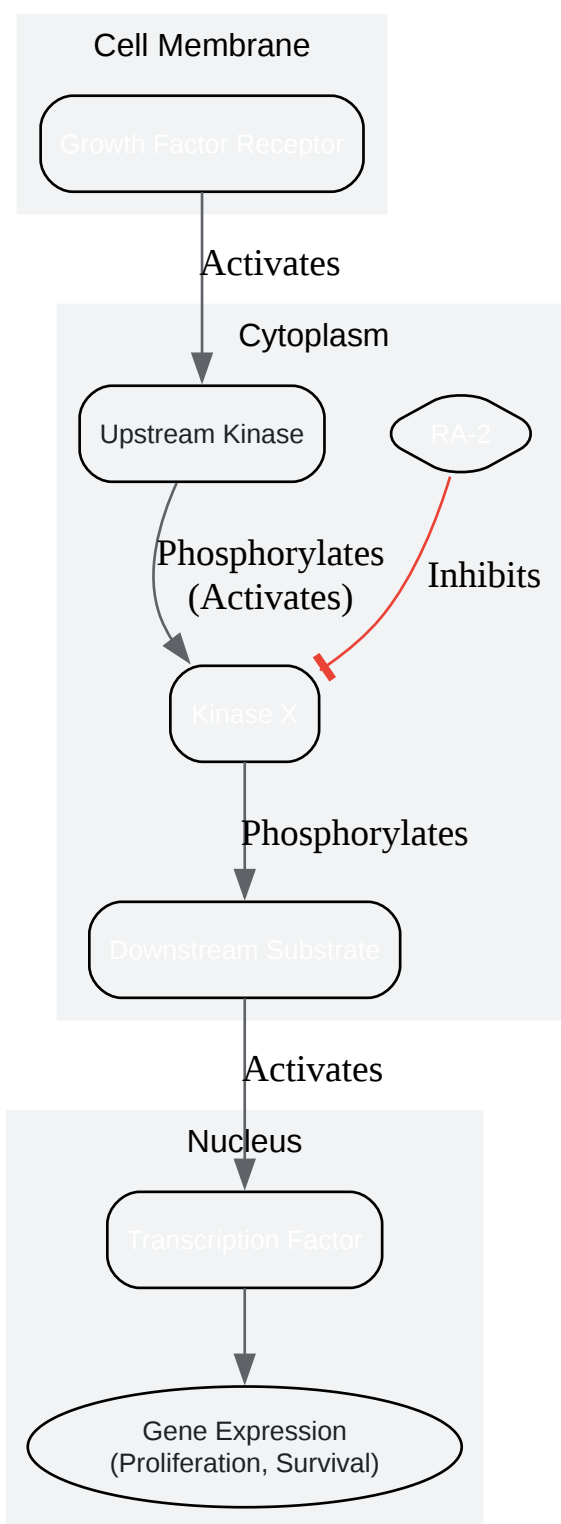 Cell Membrane
Growth Factor Receptor
Activates
Cytoplasm
Upstream Kinase
RA-2
Phosphorylates
(Activates)
Inhibits
Kinase X
Phosphorylates
Downstream Substrate
Activates
Nucleus
Transcription Factor
Gene Expression
(Proliferation, Survival)